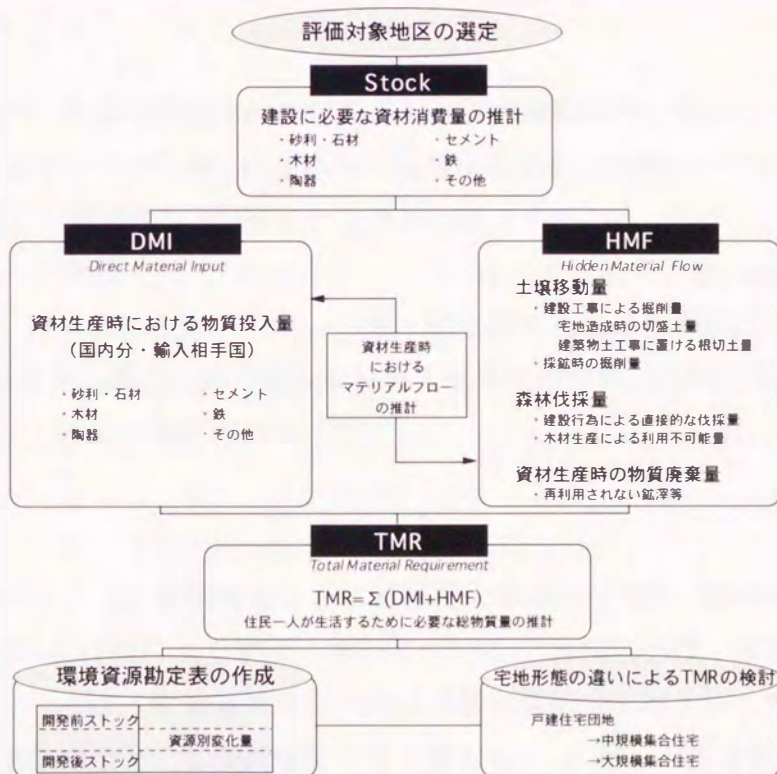 評価対象地区の選定
Stock
建設に必要な資材消費量の推計
・砂利・石材 ・セメント
・木材 ・鉄
・陶器 ・その他
DMI
Direct Material Input
資材生産時における物質投入量
（国内分・輸入相手国）
・砂利・石材 ・セメント
・木材 ・鉄
・陶器 ・その他
資材生産時
における
マテリアルフロー
の推計
HMF
Hidden Material Flow
土壌移動量
・建設工事による掘削量
宅地造成時の切盛土量
建築物土工事に置ける根切土量
・採鉱時の掘削量
森林伐採量
・建設行為による直接的な伐採量
・木材生産による利用不可能量
資材生産時の物質廃棄量
・再利用されない鉱滓等
TMR
Total Material Requirement
TMR=Σ(DMI+HMF)
住民一人が生活するために必要な総物質量の推計
環境資源勘定表の作成
開発前ストック
資源別変化量
開発後ストック
宅地形態の違いによるTMRの検討
戸建住宅団地
→中規模集合住宅
→大規模集合住宅